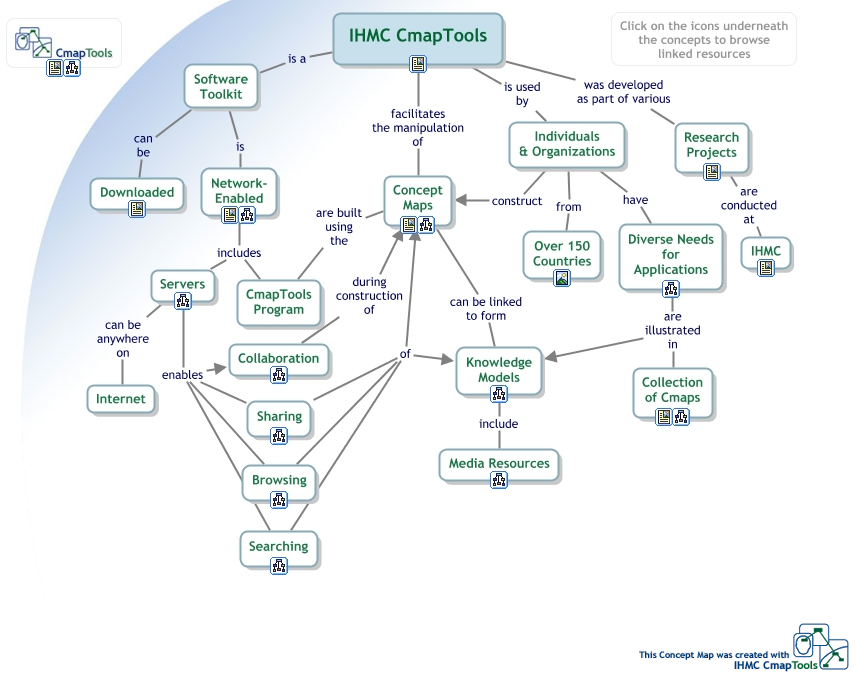 IHMC CmapTools
Click on the icons underneath
the concepts to browse
linked resources
CmapTools
is a
Software
Toolkit
is used
by
was developed
as part of various
facilitates
the manipulation
of
can
be
is
Individuals
& Organizations
Research
Projects
Downloaded
Network-
Enabled
Concept
Maps
construct
from
have
are
conducted
at
are built
using
the
includes
Over 150
Countries
Diverse Needs
for
Applications
IHMC
Servers
CmapTools
Program
during
construction
of
can be linked
to form
can be
anywhere
on
are
illustrated
in
enables
Collaboration
of
Knowledge
Models
Internet
Sharing
Collection
of Cmaps
include
Browsing
Media Resources
Searching
This Concept Map was created with
IHMC CmapTools